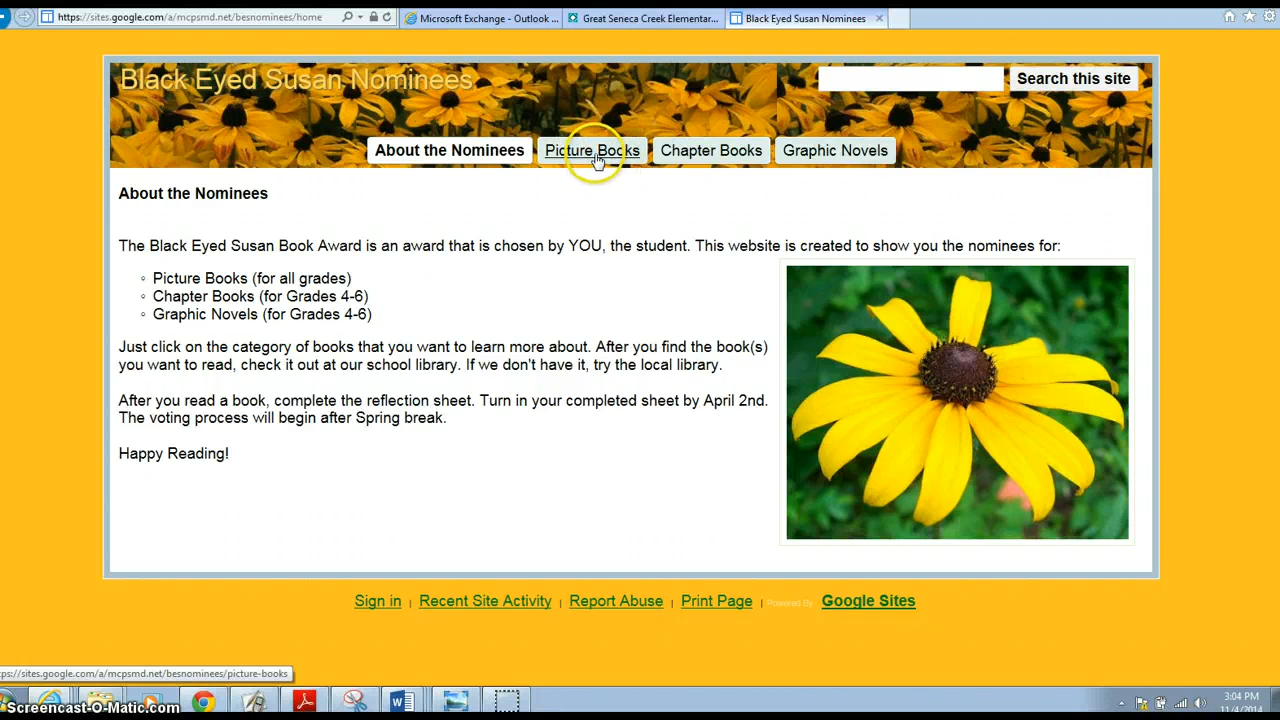 https://sites.google.com/a/mcpsmd.net/besnominees/home
Microsoft Exchange - Outlook ...
Great Seneca Creek Elementar...
Black Eyed Susan Nominees
Black Eyed Susan Nominees
Search this site
About the Nominees
Picture Books
Chapter Books
Graphic Novels
About the Nominees
The Black Eyed Susan Book Award is an award that is chosen by YOU, the student. This website is created to show you the nominees for:
◦ Picture Books (for all grades)
◦ Chapter Books (for Grades 4-6)
◦ Graphic Novels (for Grades 4-6)
Just click on the category of books that you want to learn more about. After you find the book(s)
you want to read, check it out at our school library. If we don't have it, try the local library.
After you read a book, complete the reflection sheet. Turn in your completed sheet by April 2nd.
The voting process will begin after Spring break.
Happy Reading!
Sign in | Recent Site Activity | Report Abuse | Print Page | Powered By Google Sites
ps://sites.google.com/a/mcpsmd.net/besnominees/picture-books
Screencast-O-Matic.com
3:04 PM
11/4/2014